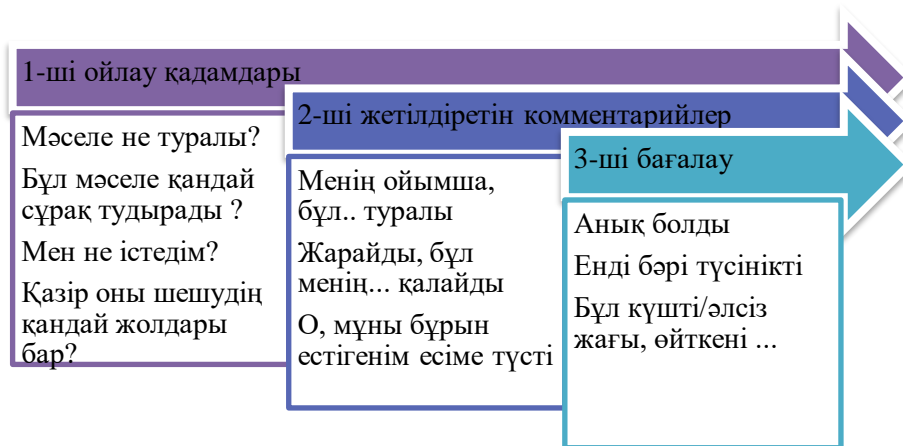 1-ші ойлау қадамдары
Мәселе не туралы?
Бұл мәселе қандай
сұрақ тудырады ?
Мен не істедім?
Қазір оны шешудің
қандай жолдары
бар?
2-ші жетілдіретін комментарийлер
Менің ойымша,
бұл.. туралы
Жарайды, бұл
менің... қалайды
О, мұны бұрын
естігенім есіме түсті
3-ші бағалау
Анық болды
Енді бәрі түсінікті
Бұл күшті/әлсіз
жағы, өйткені ...